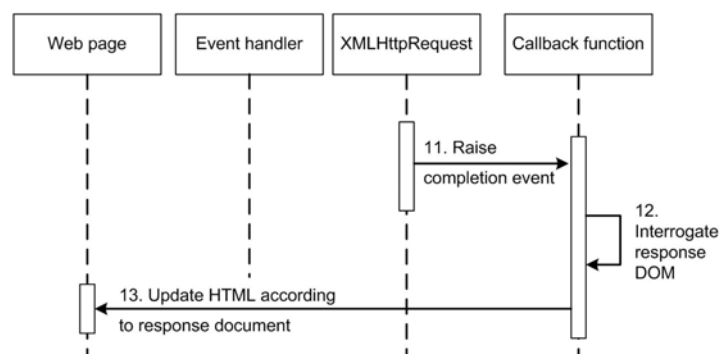 Web page
Event handler
XMLHttpRequest
Callback function
11. Raise
completion event
12.
Interrogate
response
DOM
13. Update HTML according
to response document